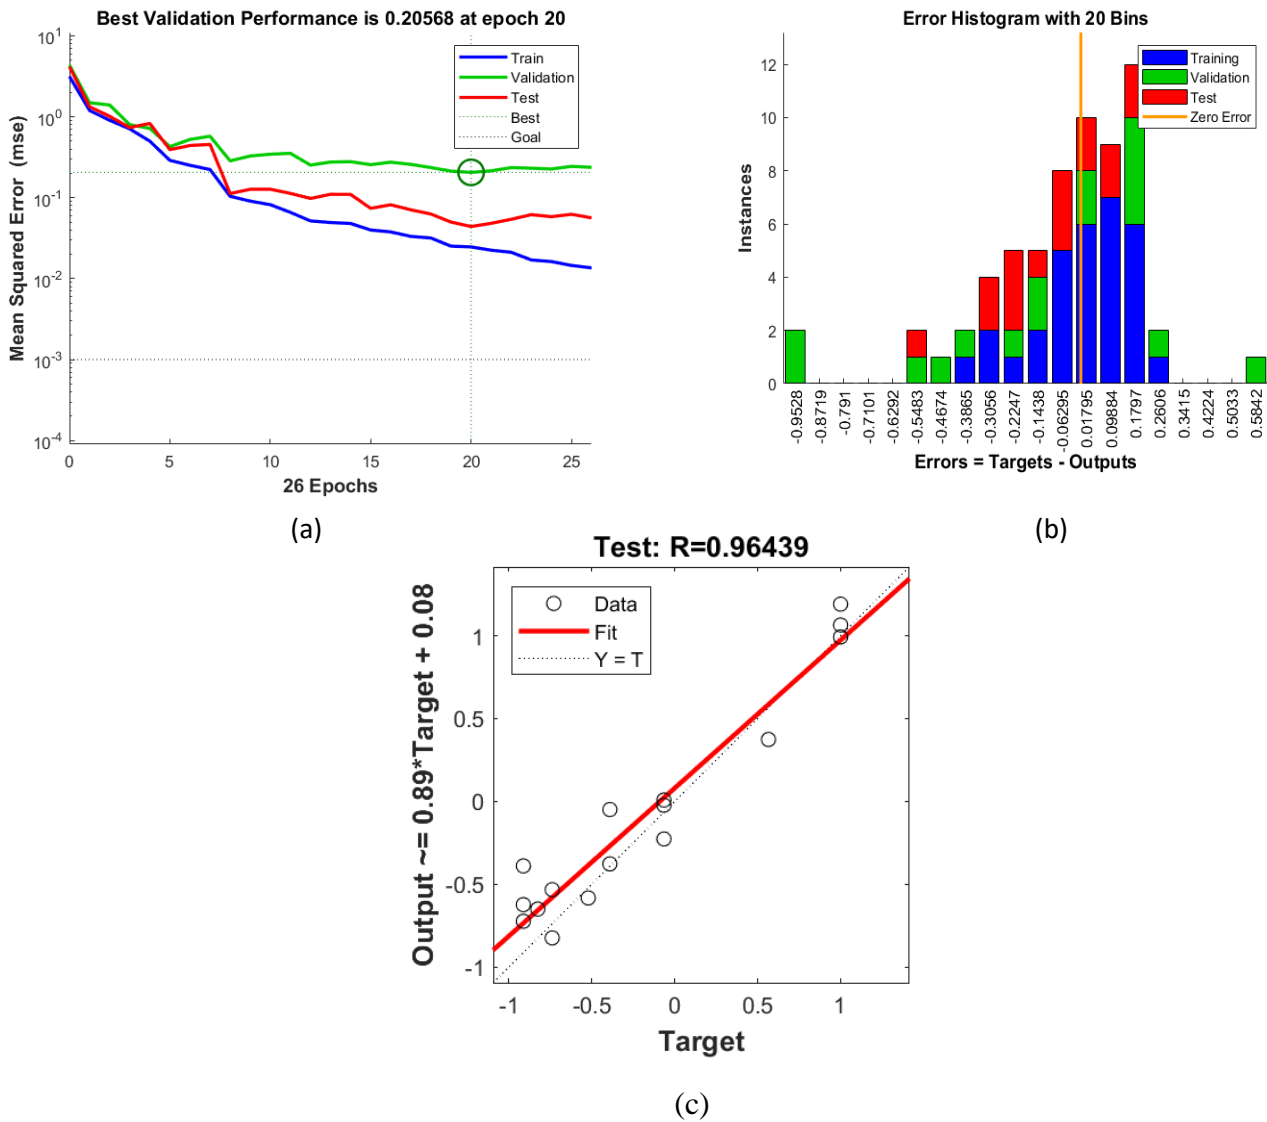 Best Validation Performance is 0.20568 at epoch 20
Mean Squared Error (mse)
10^1
10^0
10^-1
10^-2
10^-3
10^-4
Train
Validation
Test
Best
Goal
0 5 10 15 20 25
26 Epochs
(a)
Error Histogram with 20 Bins
Instances
12
10
8
6
4
2
0
Training
Validation
Test
Zero Error
-0.9528 -0.8719 -0.791 -0.7101 -0.6292 -0.5483 -0.4674 -0.3865 -0.3056 -0.2247 -0.1438 -0.06295 0.01795 0.09884 0.1797 0.2606 0.3415 0.4224 0.5033 0.5842
Errors = Targets - Outputs
(b)
Test: R=0.96439
Output ~= 0.89*Target + 0.08
1
0.5
0
-0.5
-1
Data
Fit
Y = T
-1 -0.5 0 0.5 1
Target
(c)